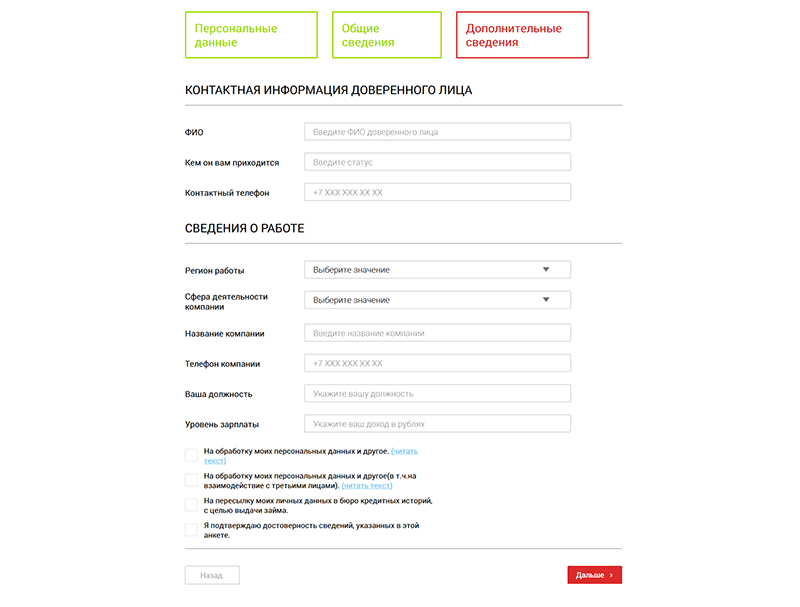 Персональные
данные
Общие
сведения
Дополнительные
сведения
КОНТАКТНАЯ ИНФОРМАЦИЯ ДОВЕРЕННОГО ЛИЦА
ФИО
Введите ФИО доверенного лица
Кем он вам приходится
Введите статус
Контактный телефон
+7 XXX XXX XX XX
СВЕДЕНИЯ О РАБОТЕ
Регион работы
Выберите значение
Сфера деятельности
компании
Выберите значение
Название компании
Введите название компании
Телефон компании
+7 XXX XXX XX XX
Ваша должность
Укажите вашу должность
Уровень зарплаты
Укажите ваш доход в рублях
На обработку моих персональных данных и другое. (читать
текст)
На обработку моих персональных данных и другое(в т.ч.на
взаимодействие с третьими лицами). (читать текст)
На пересылку моих личных данных в бюро кредитных историй,
с целью выдачи займа.
Я подтверждаю достоверность сведений, указанных в этой
анкете.
Назад
Дальше ›